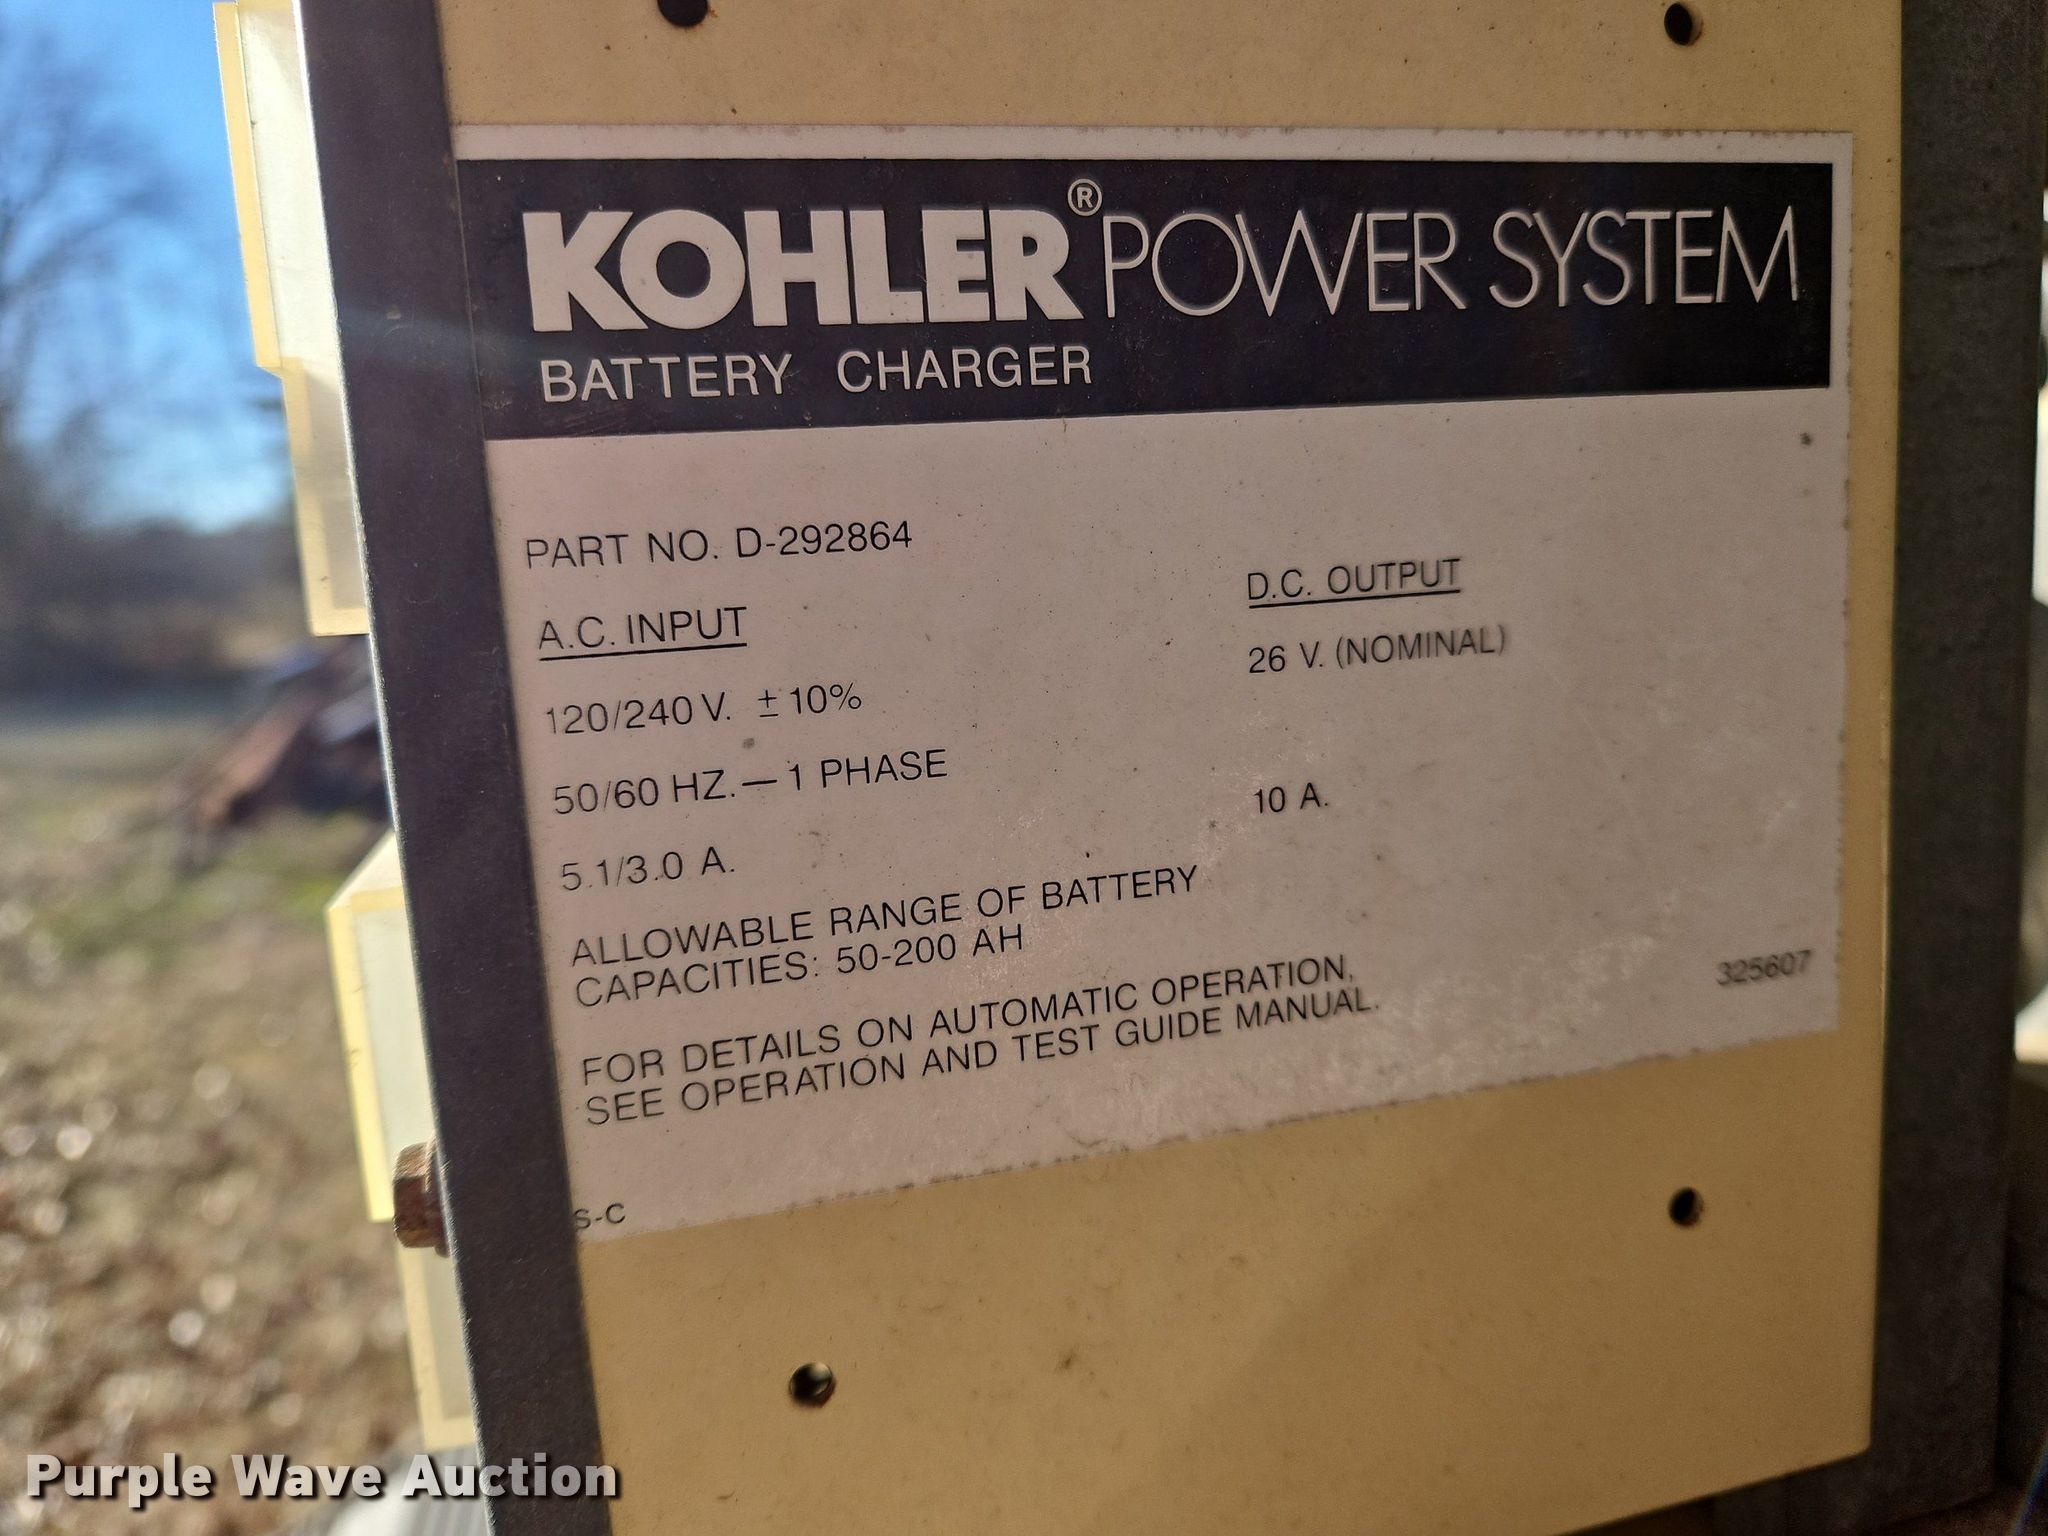 KOHLER® POWER SYSTEM
BATTERY CHARGER
PART NO. D-292864
A.C. INPUT
D.C. OUTPUT
120/240 V. ± 10%
26 V. (NOMINAL)
50/60 HZ. — 1 PHASE
5.1/3.0 A.
10 A.
ALLOWABLE RANGE OF BATTERY
CAPACITIES: 50-200 AH
FOR DETAILS ON AUTOMATIC OPERATION,
SEE OPERATION AND TEST GUIDE MANUAL.
325607
S-C
Purple Wave Auction